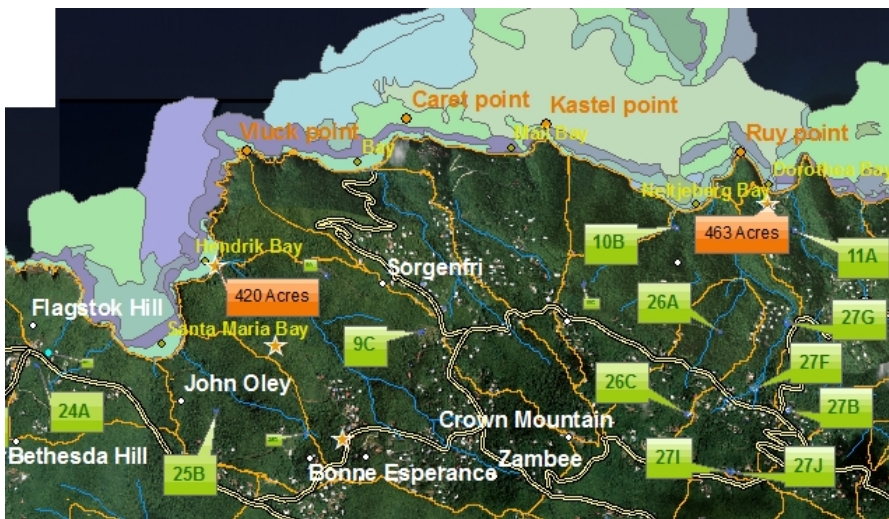 Caret point
Kastel point
Vluck point
Bay
Mail Bay
Ruy point
Dorothea Bay
Neltjeberg Bay
10B
463 Acres
11A
Hendrik Bay
Sorgenfri
420 Acres
26A
Flagstok Hill
27G
Santa Maria Bay
9C
27F
John Oley
26C
24A
27B
Crown Mountain
Bethesda Hill
Zambee
27I
27J
25B
Bonne Esperance